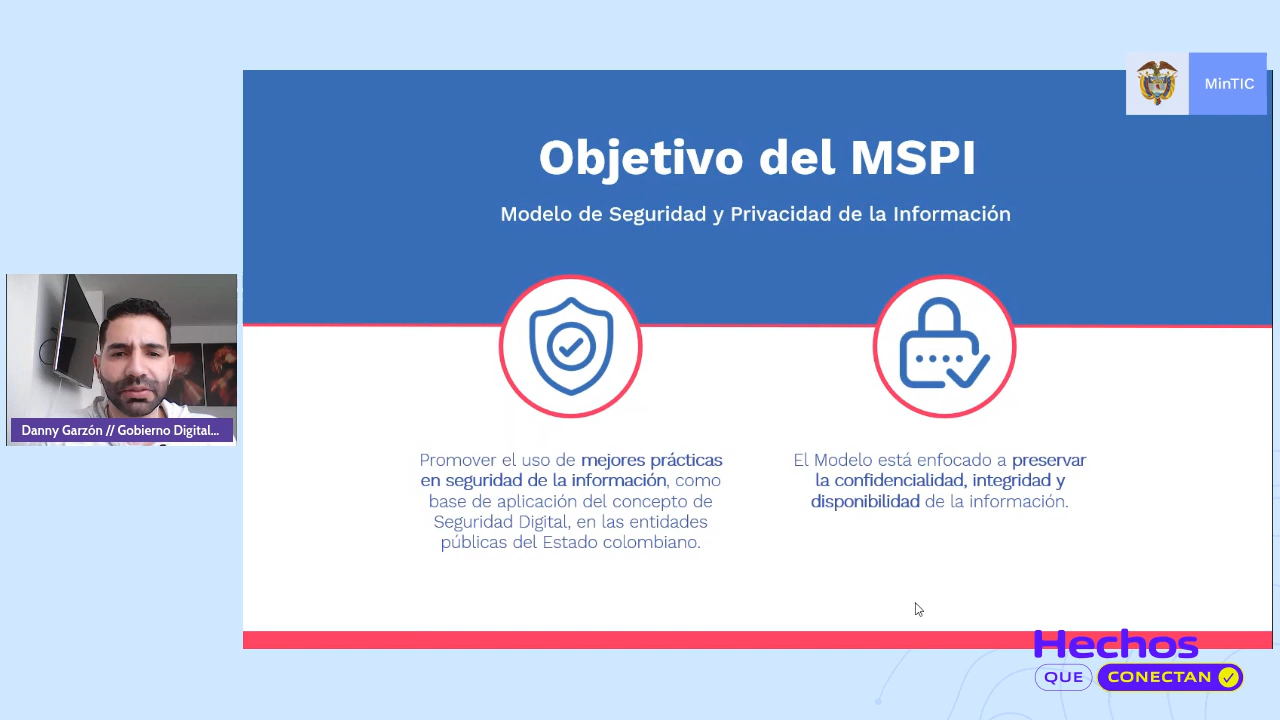 MinTIC
Objetivo del MSPI
Modelo de Seguridad y Privacidad de la Información
Promover el uso de mejores prácticas
en seguridad de la información, como
base de aplicación del concepto de
Seguridad Digital, en las entidades
públicas del Estado colombiano.
El Modelo está enfocado a preservar
la confidencialidad, integridad y
disponibilidad de la información.
Danny Garzón // Gobierno Digital...
Hechos
QUE CONECTAN